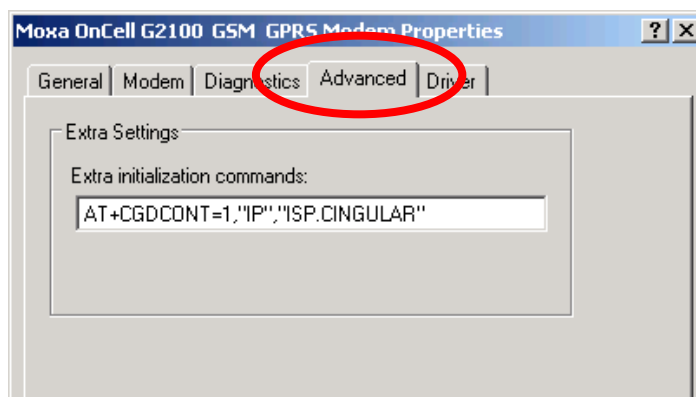 Moxa OnCell G2100 GSM GPRS Modem Properties
General Modem Diagnostics Advanced Driver
Extra Settings
Extra initialization commands:
AT+CGDCONT=1,"IP","ISP.CINGULAR"